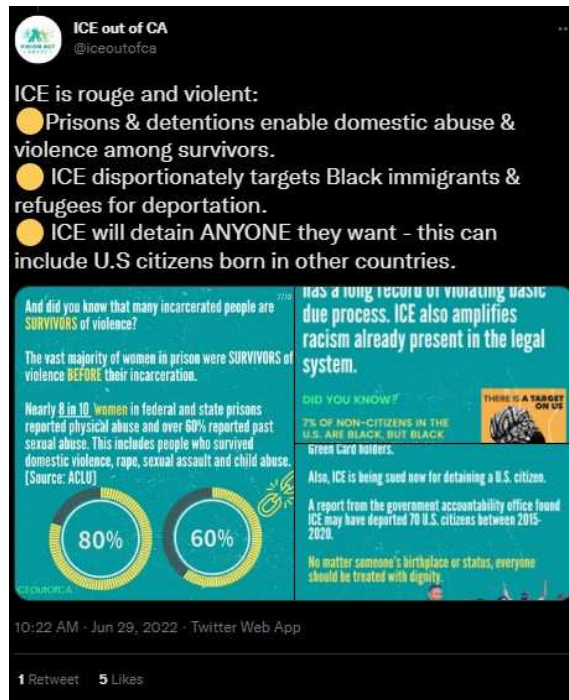 ICE out of CA
@iceoutofca
ICE is rouge and violent:
Prisons & detentions enable domestic abuse &
violence among survivors.
ICE disportionately targets Black immigrants &
refugees for deportation.
ICE will detain ANYONE they want - this can
include U.S citizens born in other countries.
7/10
And did you know that many incarcerated people are
SURVIVORS of violence?
The vast majority of women in prison were SURVIVORS of
violence BEFORE their incarceration.
Nearly 8 in 10 women in federal and state prisons
reported physical abuse and over 60% reported past
sexual abuse. This includes people who survived
domestic violence, rape, sexual assault and child abuse.
[Source: ACLU]
80%
60%
has a long record of violating basic
due process. ICE also amplifies
racism already present in the legal
system.
DID YOU KNOW?
7% OF NON-CITIZENS IN THE
U.S. ARE BLACK, BUT BLACK
THERE IS A TARGET
ON US
Green Card holders.
Also, ICE is being sued now for detaining a U.S. citizen.
A report from the government accountability office found
ICE may have deported 70 U.S. citizens between 2015-
2020.
No matter someone's birthplace or status, everyone
should be treated with dignity.
10:22 AM · Jun 29, 2022 · Twitter Web App
1 Retweet 5 Likes